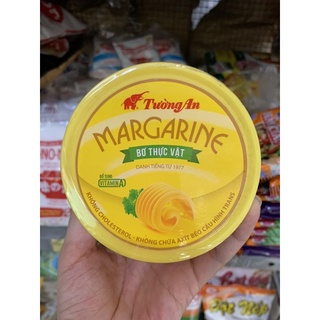 Tường An
MARGARINE
BƠ THỰC VẬT
DANH TIẾNG TỪ 1977
BỔ SUNG
VITAMIN A
KHÔNG CHOLESTEROL - KHÔNG CHỨA AXÍT BÉO CẤU HÌNH TRANS